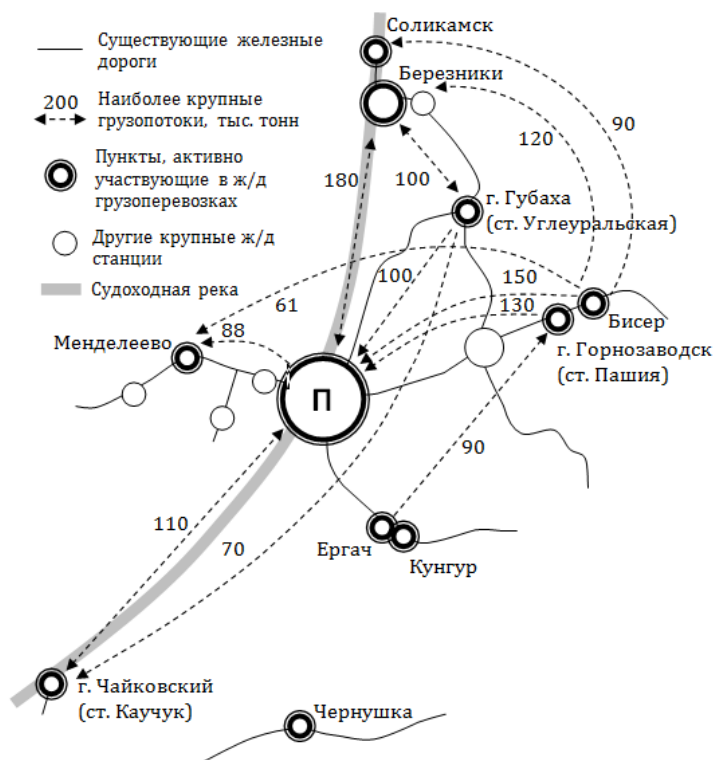 Существующие железные
дороги
200
Наиболее крупные
грузопотоки, тыс. тонн
Пункты, активно
участвующие в ж/д
грузоперевозках
Другие крупные ж/д
станции
Судоходная река
Соликамск
Березники
90
120
180
100
г. Губаха
(ст. Углеуральская)
100
150
130
61
Бисер
88
Менделеево
г. Горнозаводск
(ст. Пашия)
П
90
110
70
Ергач
Кунгур
г. Чайковский
(ст. Каучук)
Чернушка